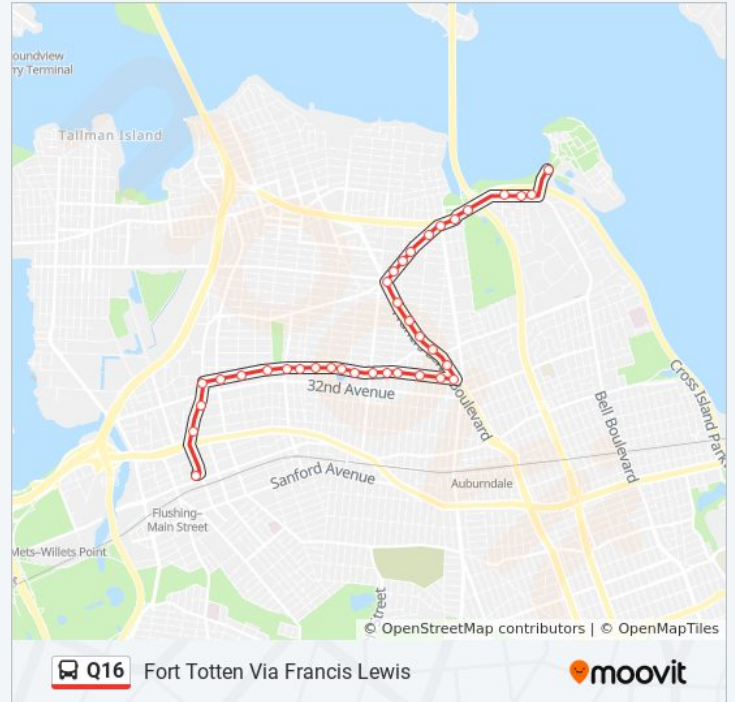 oundview
ry Terminal
Tallman Island
32nd Avenue
Boulevard
Cross Island Park
Bell Boulevard
Sanford Avenue
Auburndale
Flushing–
Main Street
Mets–Willets Point
treet
© OpenStreetMap contributors | © OpenMapTiles
Q16 Fort Totten Via Francis Lewis
moovit